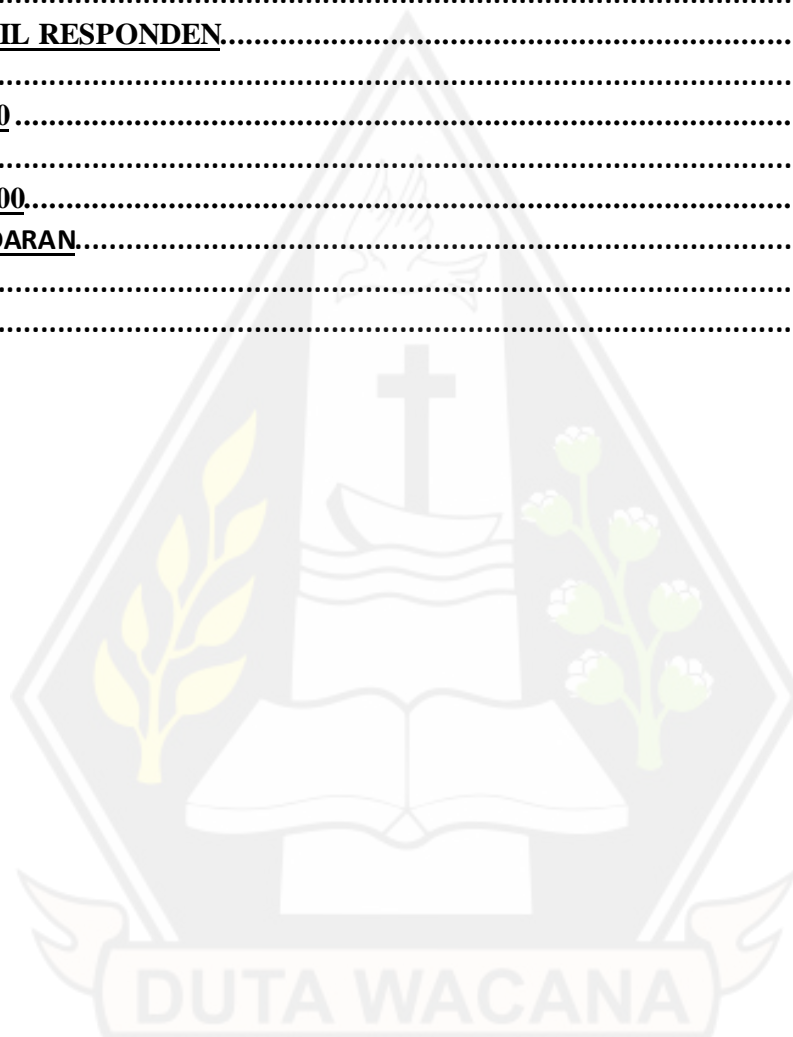 ................................................................................................
IL RESPONDEN...................................................................
................................................................................................
0 .............................................................................................
................................................................................................
00............................................................................................
DARAN.....................................................................................
................................................................................................
................................................................................................
DUTA WACANA